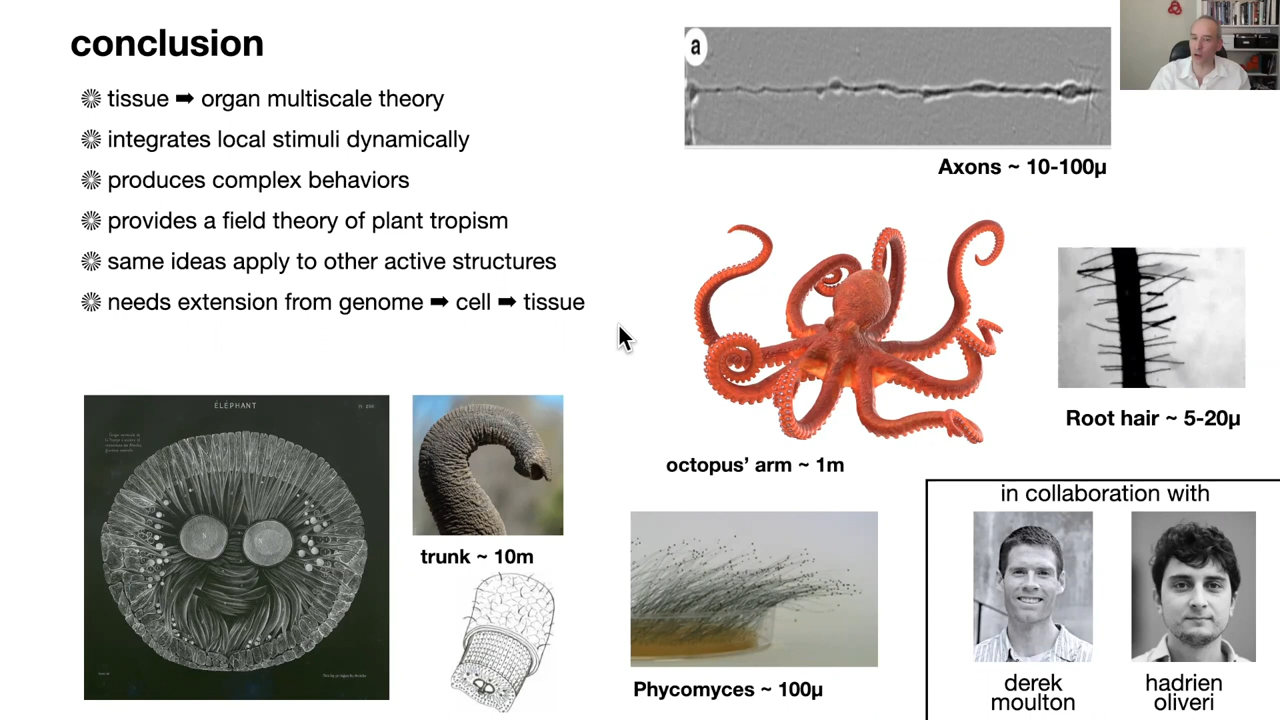 conclusion
tissue ➡ organ multiscale theory
integrates local stimuli dynamically
produces complex behaviors
provides a field theory of plant tropism
same ideas apply to other active structures
needs extension from genome ➡ cell ➡ tissue
a
Axons ~ 10-100µ
octopus’ arm ~ 1m
Root hair ~ 5-20µ
ÉLÉPHANT
trunk ~ 10m
Phycomyces ~ 100µ
in collaboration with
derek
moulton
hadrien
oliveri